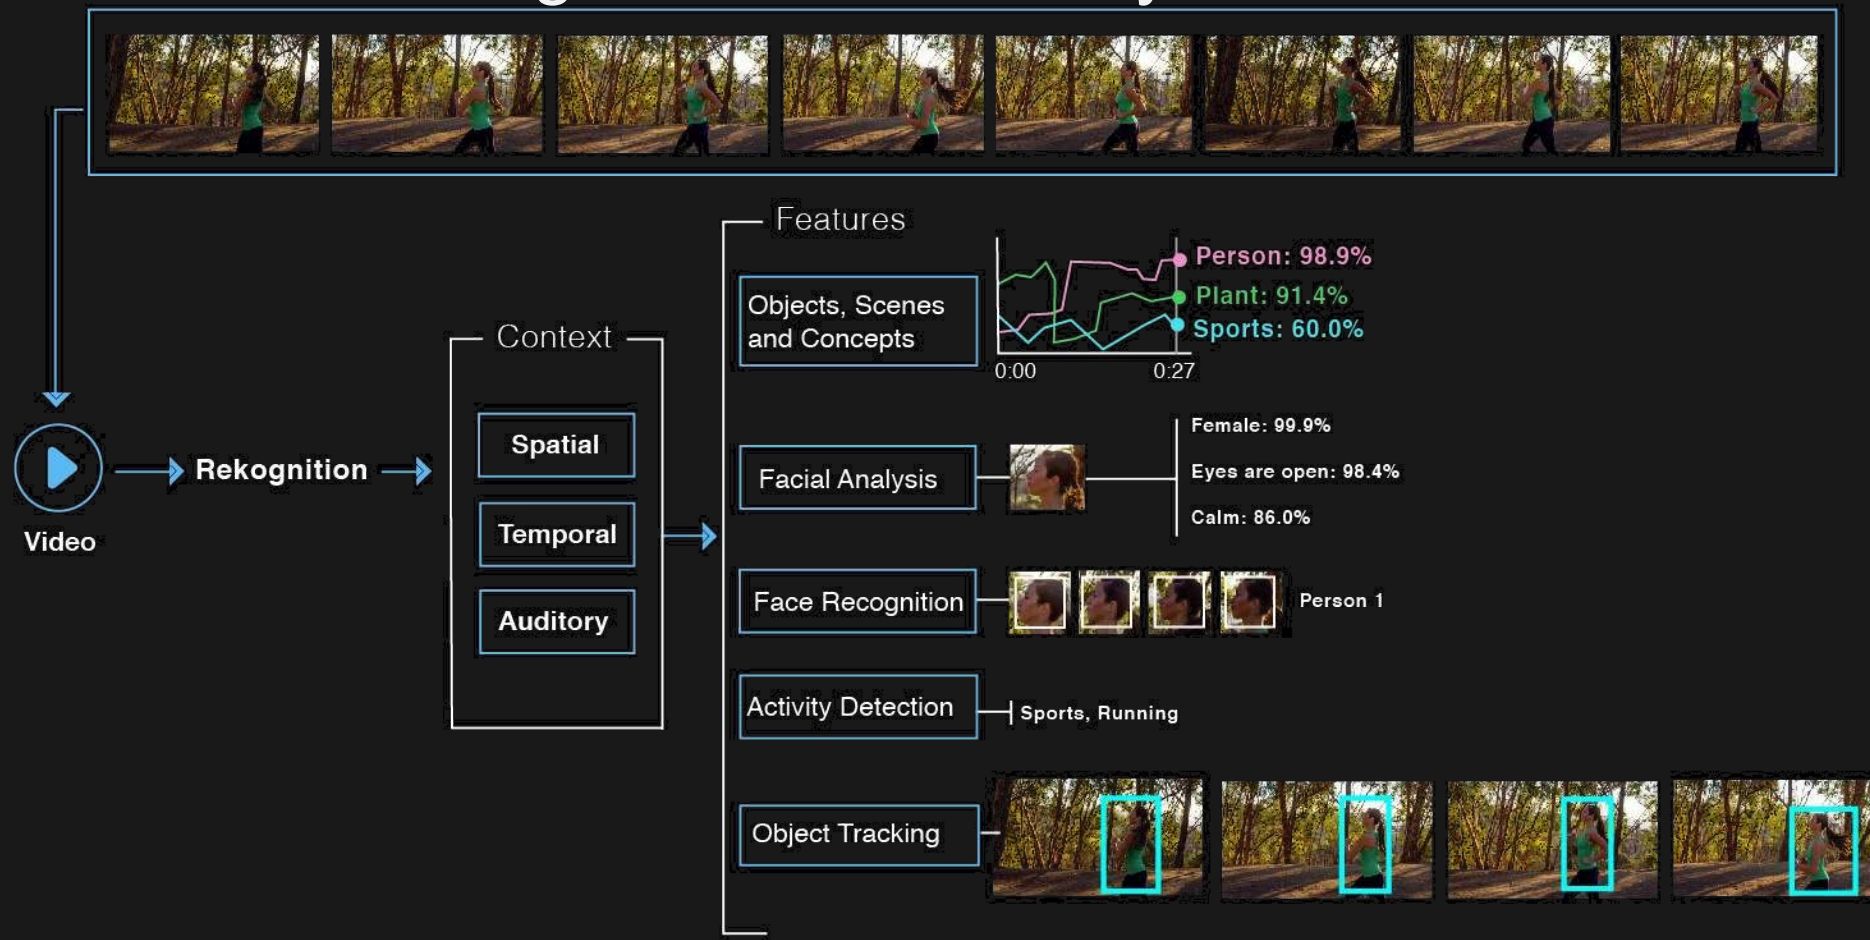 Features
Person: 98.9%
Plant: 91.4%
Sports: 60.0%
Objects, Scenes
and Concepts
0:00
0:27
Context
Spatial
Temporal
Auditory
Rekognition
Video
Facial Analysis
Female: 99.9%
Eyes are open: 98.4%
Calm: 86.0%
Face Recognition
Person 1
Activity Detection
Sports, Running
Object Tracking